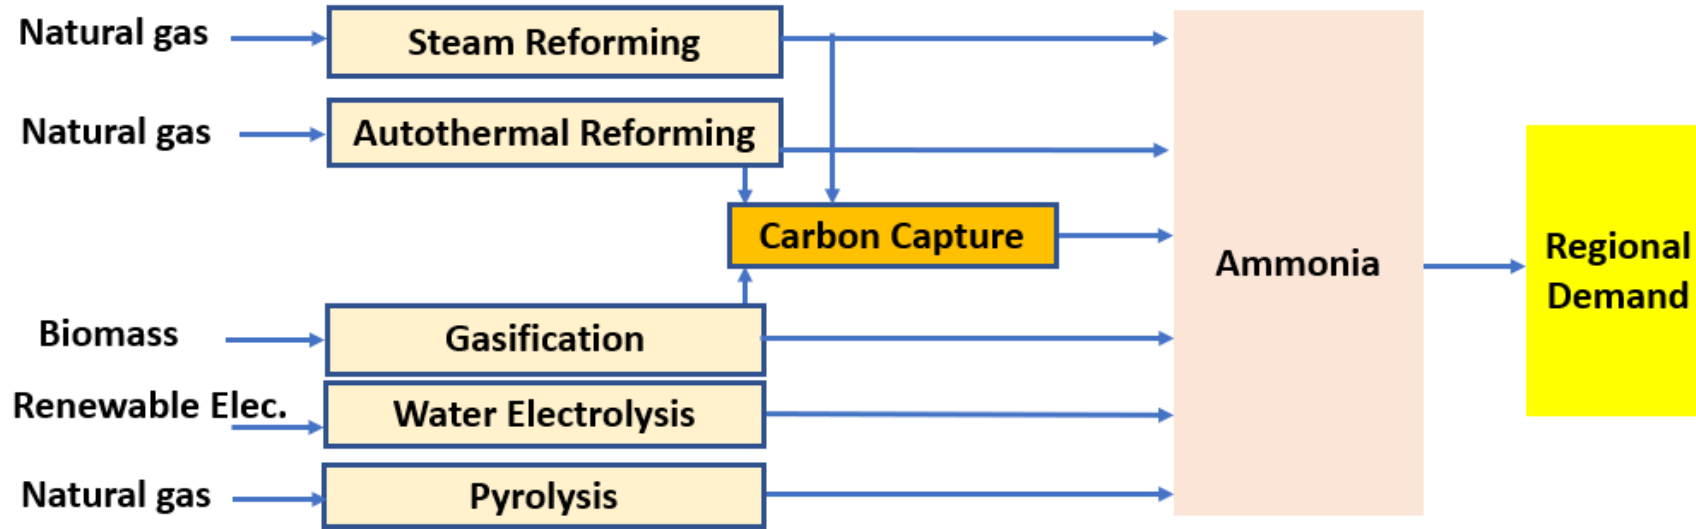 Natural gas
Steam Reforming
Natural gas
Autothermal Reforming
Carbon Capture
Ammonia
Regional
Demand
Biomass
Gasification
Renewable Elec.
Water Electrolysis
Natural gas
Pyrolysis